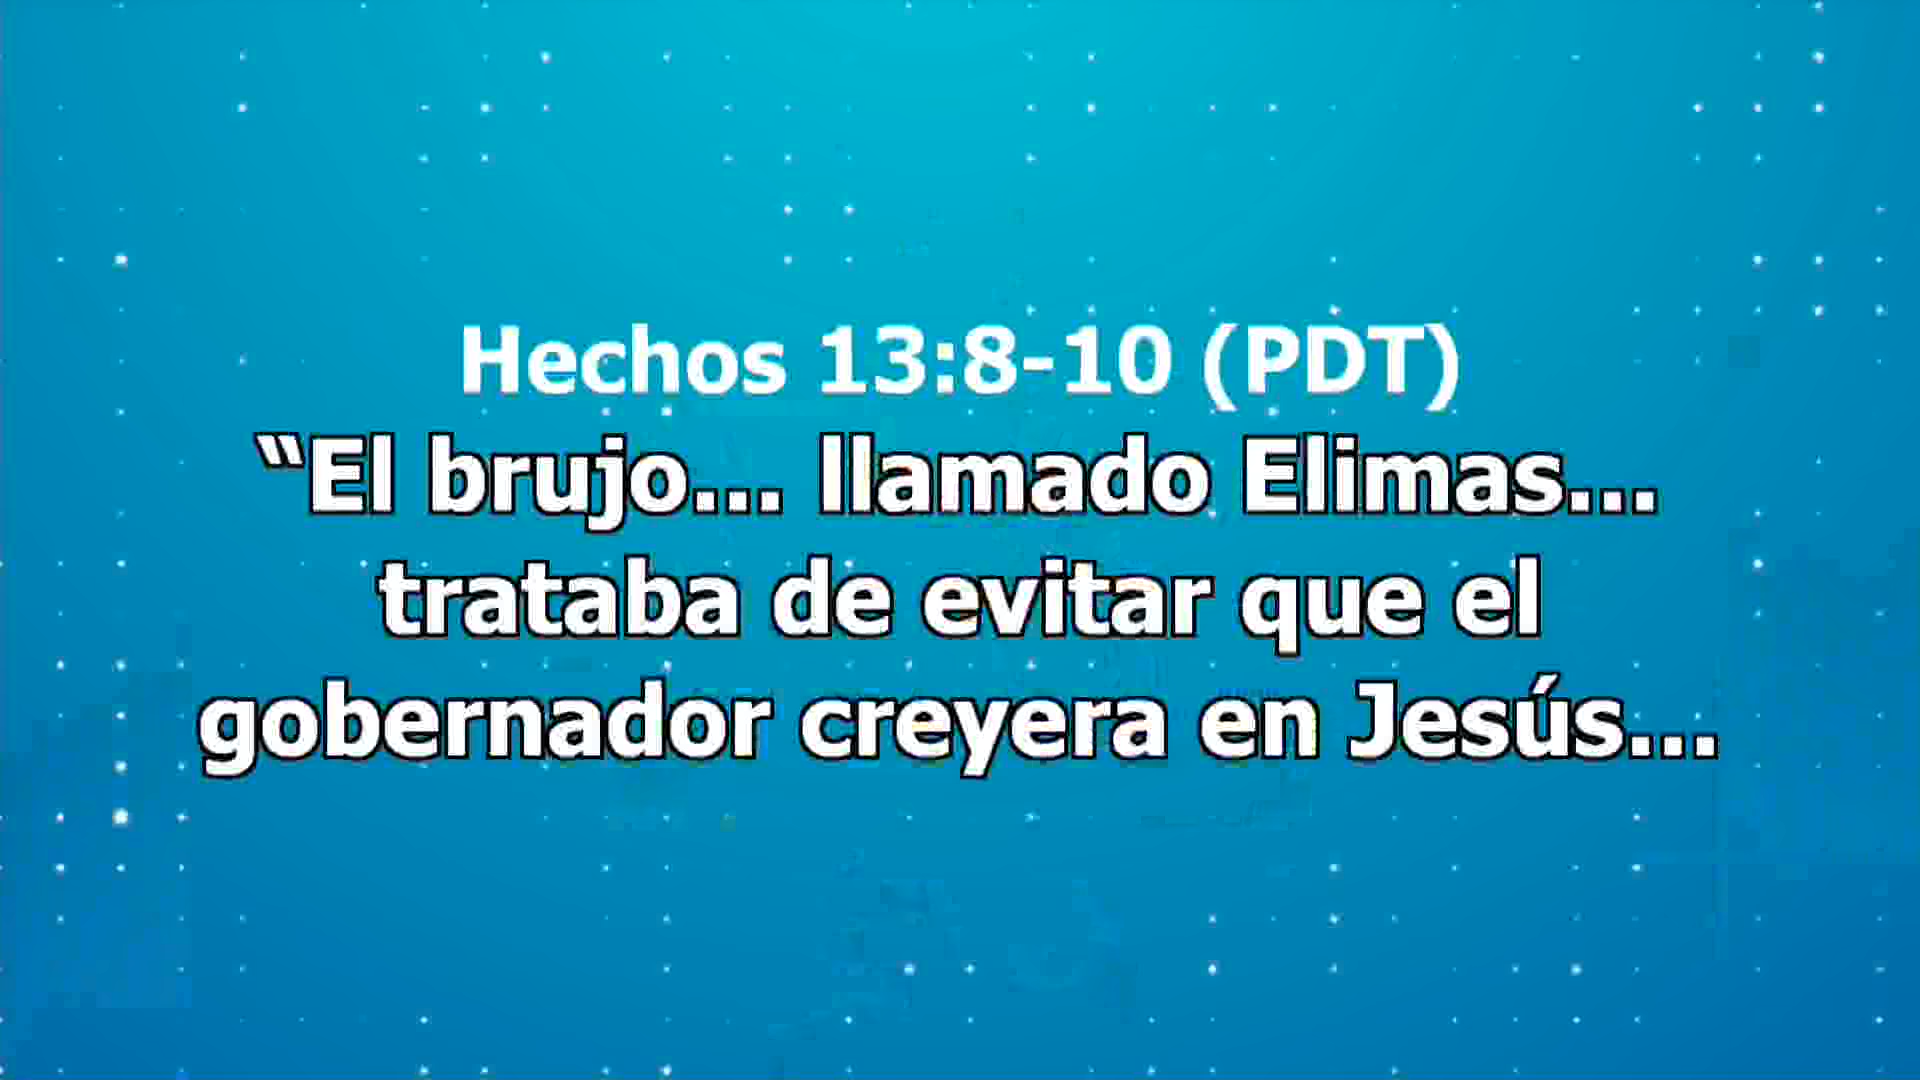 Hechos 13:8-10 (PDT)
“El brujo... llamado Elimas...
trataba de evitar que el
gobernador creyera en Jesús...